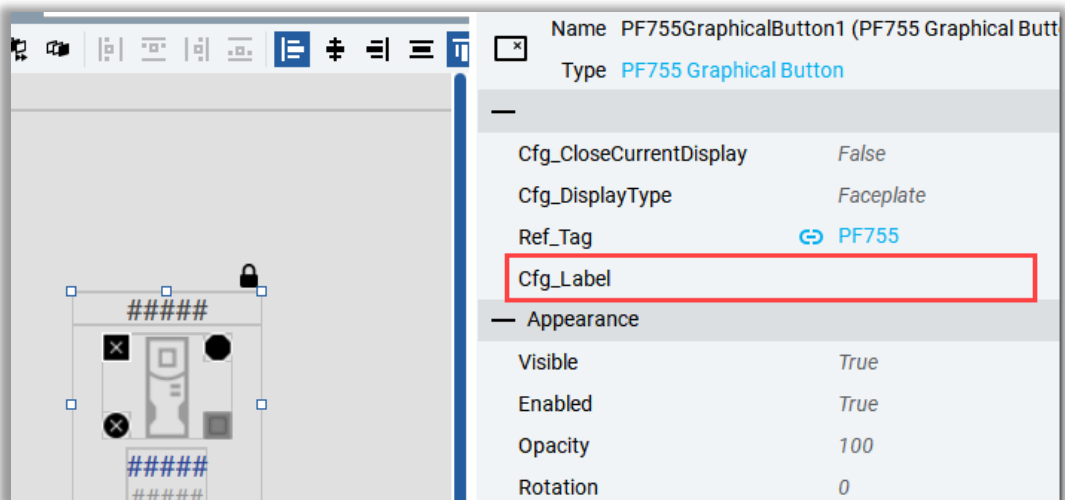 Name PF755GraphicalButton1 (PF755 Graphical Butt
Type PF755 Graphical Button
Cfg_CloseCurrentDisplay False
Cfg_DisplayType Faceplate
Ref_Tag PF755
Cfg_Label
Appearance
Visible True
Enabled True
Opacity 100
Rotation 0
#####
#####
#####